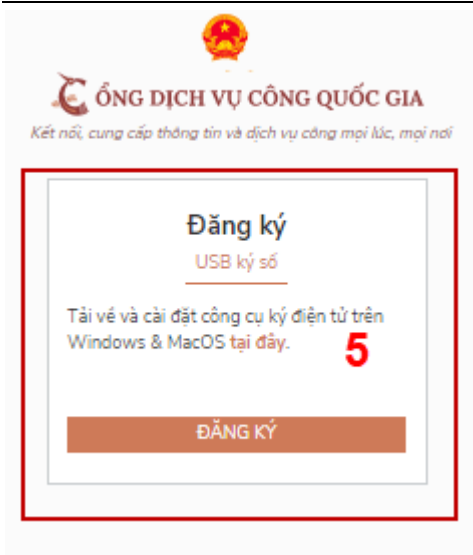 CỔNG DỊCH VỤ CÔNG QUỐC GIA
Kết nối, cung cấp thông tin và dịch vụ công mọi lúc, mọi nơi
Đăng ký
USB ký số
Tải về và cài đặt công cụ ký điện tử trên
Windows & MacOS tại đây.
5
ĐĂNG KÝ